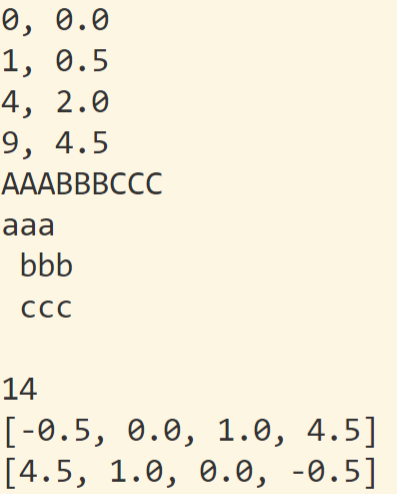 0, 0.0
1, 0.5
4, 2.0
9, 4.5
AAABBBCCC
aaa
 bbb
 ccc

14
[-0.5, 0.0, 1.0, 4.5]
[4.5, 1.0, 0.0, -0.5]